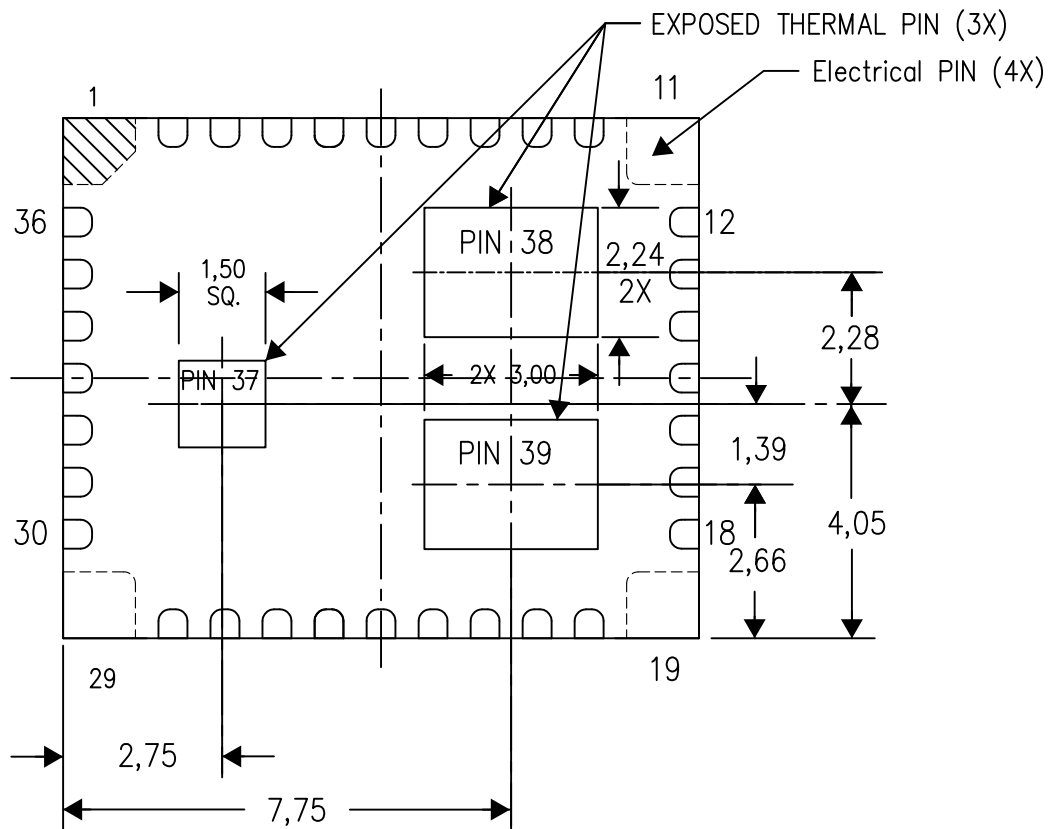 EXPOSED THERMAL PIN (3X)
Electrical PIN (4X)
1
11
36
12
PIN 38
2,24
2X
1,50
SQ.
2,28
PIN 37
2X 3,00
1,39
PIN 39
30
18
4,05
2,66
29
19
2,75
7,75